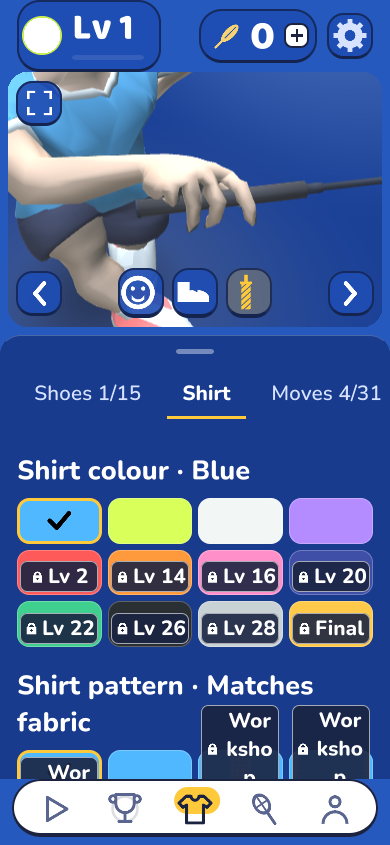 Lv 1
0
Shoes 1/15 Shirt Moves 4/31
Shirt colour · Blue
Lv 2 Lv 14 Lv 16 Lv 20
Lv 22 Lv 26 Lv 28 Final
Shirt pattern · Matches
fabric
Wor Wor
ksho ksho
p p
Wor